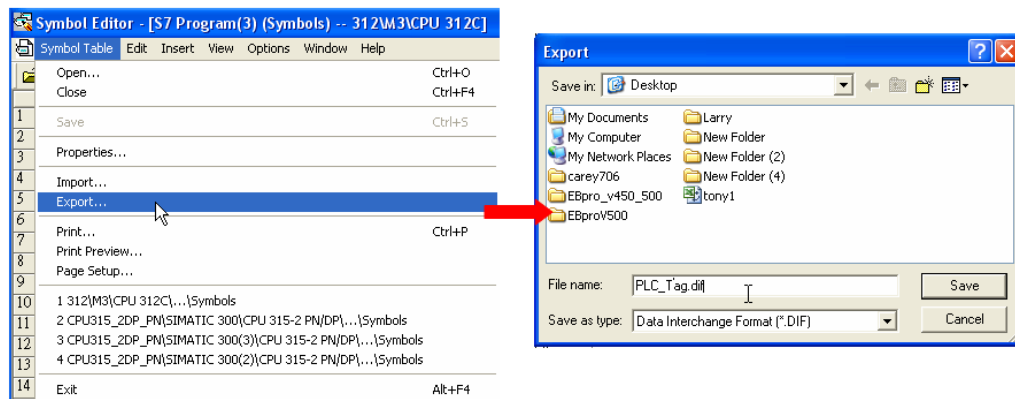 Symbol Editor - [S7 Program(3) (Symbols) -- 312\M3\CPU 312C]
Symbol Table Edit Insert View Options Window Help
Open... Ctrl+O
Close Ctrl+F4
Save Ctrl+S
Properties...
Import...
Export...
Print... Ctrl+P
Print Preview...
Page Setup...
1 312\M3\CPU 312C\...\Symbols
2 CPU315_2DP_PN\SIMATIC 300\CPU 315-2 PN/DP\...\Symbols
3 CPU315_2DP_PN\SIMATIC 300(3)\CPU 315-2 PN/DP\...\Symbols
4 CPU315_2DP_PN\SIMATIC 300(2)\CPU 315-2 PN/DP\...\Symbols
Exit Alt+F4
1
2
3
4
5
6
7
8
9
10
11
12
13
14
Export
Save in: Desktop
My Documents
My Computer
My Network Places
carey706
EBpro_v450_500
EBproV500
Larry
New Folder
New Folder (2)
New Folder (4)
tony1
File name: PLC_Tag.dif
Save
Save as type: Data Interchange Format (*.DIF)
Cancel